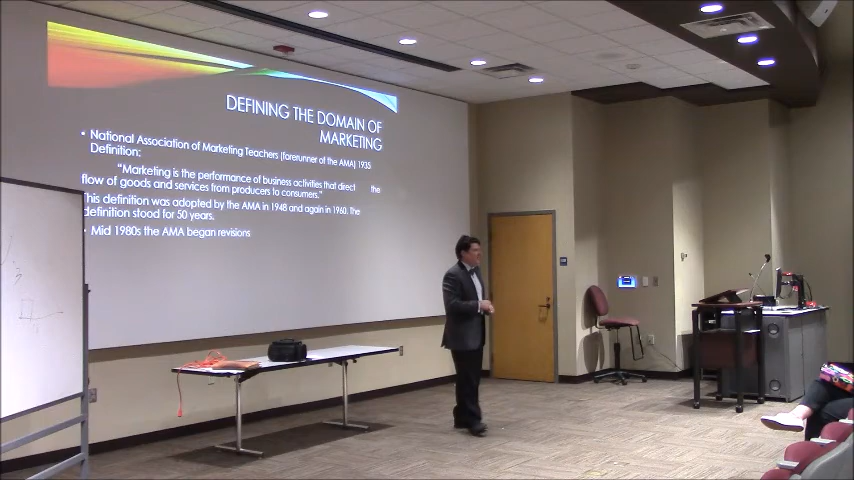 DEFINING THE DOMAIN OF
MARKETING
• National Association of Marketing Teachers (forerunner of the AMA) 1935
Definition:
"Marketing is the performance of business activities that direct the
flow of goods and services from producers to consumers."
This definition was adopted by the AMA in 1948 and again in 1960. The
definition stood for 50 years.
• Mid 1980s the AMA began revisions